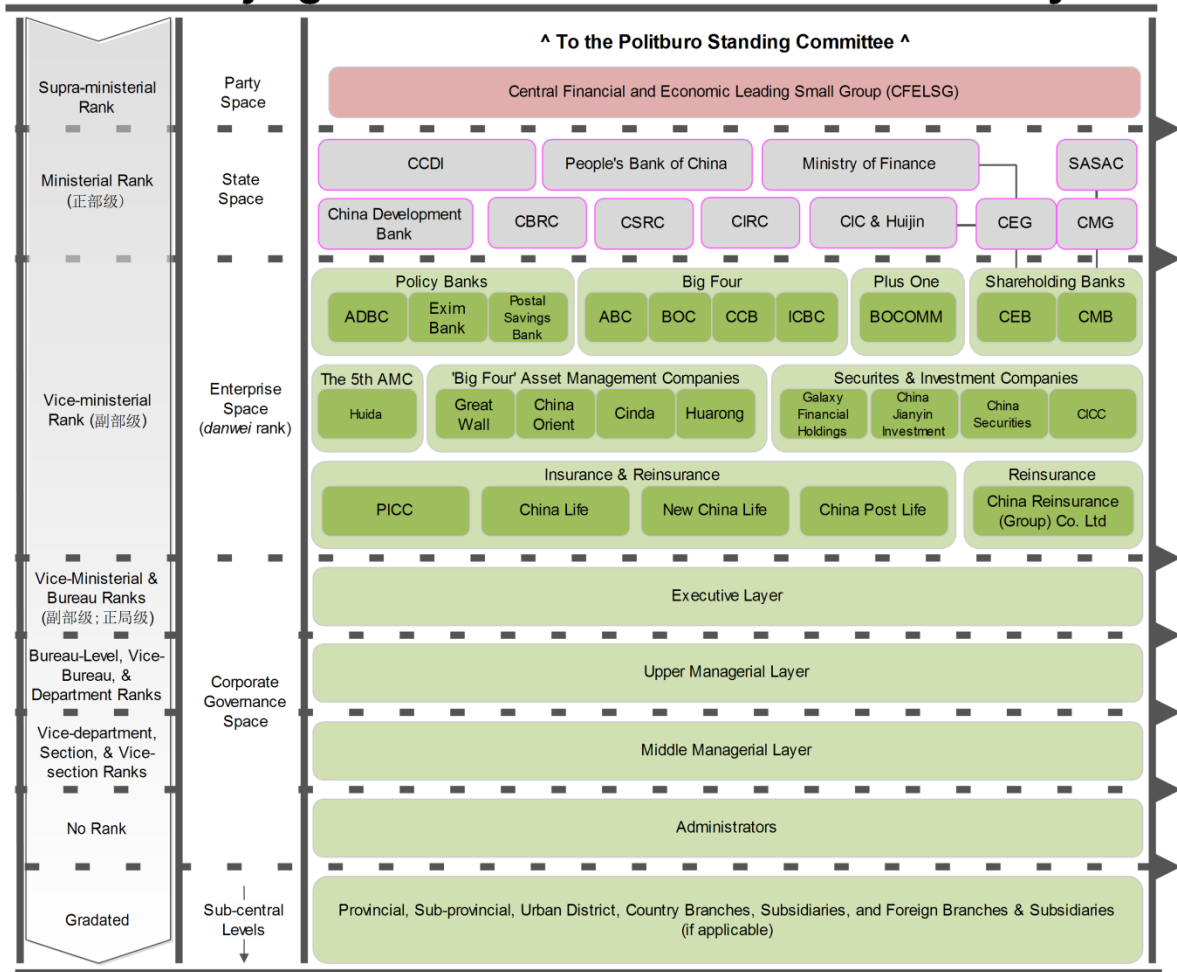 ^ To the Politburo Standing Committee ^
Supra-ministerial
Rank
Party
Space
Central Financial and Economic Leading Small Group (CFELSG)
Ministerial Rank
(正部级)
State
Space
CCDI
People's Bank of China
Ministry of Finance
SASAC
China Development
Bank
CBRC
CSRC
CIRC
CIC & Huijin
CEG
CMG
Vice-ministerial
Rank (副部级)
Enterprise
Space
(danwei rank)
Policy Banks
ADBC
Exim
Bank
Postal
Savings
Bank
Big Four
ABC
BOC
CCB
ICBC
Plus One
BOCOMM
Shareholding Banks
CEB
CMB
The 5th AMC
Huida
'Big Four' Asset Management Companies
Great
Wall
China
Orient
Cinda
Huarong
Securites & Investment Companies
Galaxy
Financial
Holdings
China
Jianyin
Investment
China
Securities
CICC
Insurance & Reinsurance
PICC
China Life
New China Life
China Post Life
Reinsurance
China Reinsurance
(Group) Co. Ltd
Vice-Ministerial &
Bureau Ranks
(副部级; 正局级)
Corporate
Governance
Space
Executive Layer
Bureau-Level, Vice-
Bureau, &
Department Ranks
Upper Managerial Layer
Vice-department,
Section, & Vice-
section Ranks
Middle Managerial Layer
No Rank
Administrators
Gradated
Sub-central
Levels
Provincial, Sub-provincial, Urban District, Country Branches, Subsidiaries, and Foreign Branches & Subsidiaries
(if applicable)